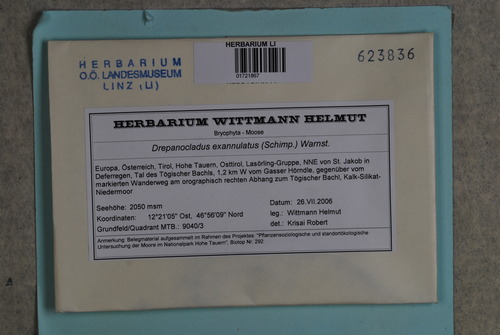 HERBARIUM
O.Ö. LANDESMUSEUM
LINZ (LI)
HERBARIUM LI
01721867
623836
HERBARIUM WITTMANN HELMUT
Bryophyta - Moose
Drepanocladus exannulatus (Schimp.) Warnst.
Europa, Österreich, Tirol, Hohe Tauern, Osttirol, Lasörling-Gruppe, NNE von St. Jakob in
Deferregen, Tal des Tögischer Bachls, 1,2 km W vom Gasser Hörndle, gegenüber vom
markierten Wanderweg am orographisch rechten Abhang zum Tögischer Bachl, Kalk-Silikat-
Niedermoor
Seehöhe: 2050 msm
Datum: 26.VII.2006
Koordinaten: 12°21'05" Ost, 46°56'09" Nord
leg.: Wittmann Helmut
Grundfeld/Quadrant MTB.: 9040/3
det.: Krisai Robert
Anmerkung: Belegmaterial aufgesammelt im Rahmen des Projektes: "Pflanzensoziologische und standortökologische
Untersuchung der Moore im Nationalpark Hohe Tauern", Biotop Nr: 292